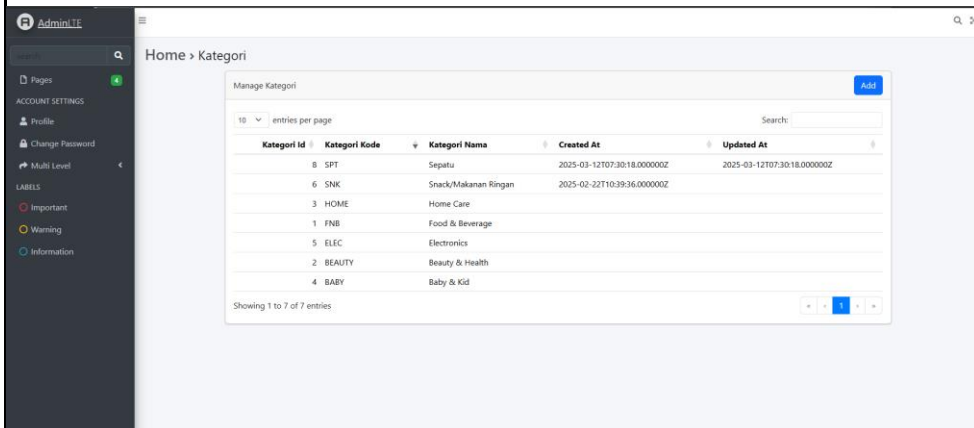 AdminLTE
search
Pages 4
ACCOUNT SETTINGS
Profile
Change Password
Multi Level
LABELS
Important
Warning
Information
Home › Kategori
Manage Kategori Add
10 entries per page Search:
Kategori Id Kategori Kode Kategori Nama Created At Updated At
8 SPT Sepatu 2025-03-12T07:30:18.000000Z 2025-03-12T07:30:18.000000Z
6 SNK Snack/Makanan Ringan 2025-02-22T10:39:36.000000Z
3 HOME Home Care
1 FNB Food & Beverage
5 ELEC Electronics
2 BEAUTY Beauty & Health
4 BABY Baby & Kid
Showing 1 to 7 of 7 entries « ‹ 1 › »